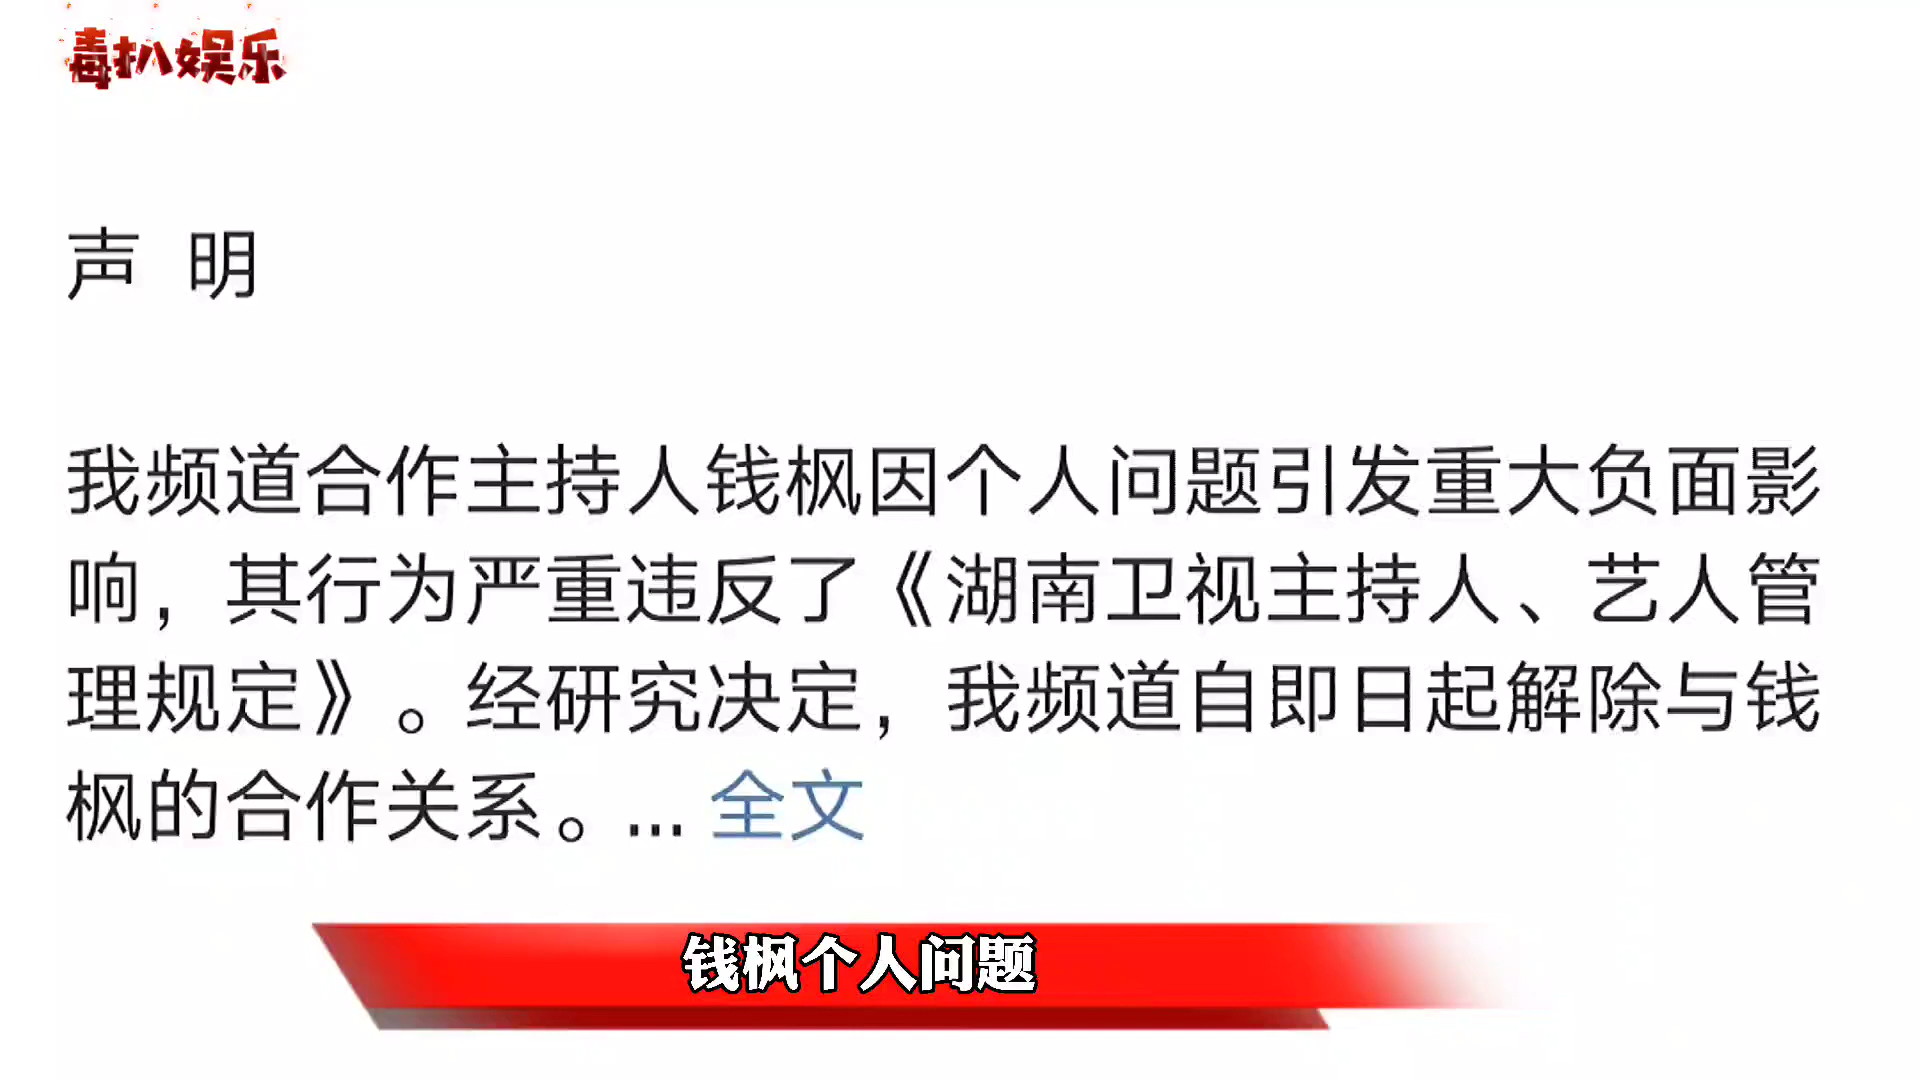 毒扒娱乐
声 明
我频道合作主持人钱枫因个人问题引发重大负面影
响，其行为严重违反了《湖南卫视主持人、艺人管
理规定》。经研究决定，我频道自即日起解除与钱
枫的合作关系。... 全文
钱枫个人问题